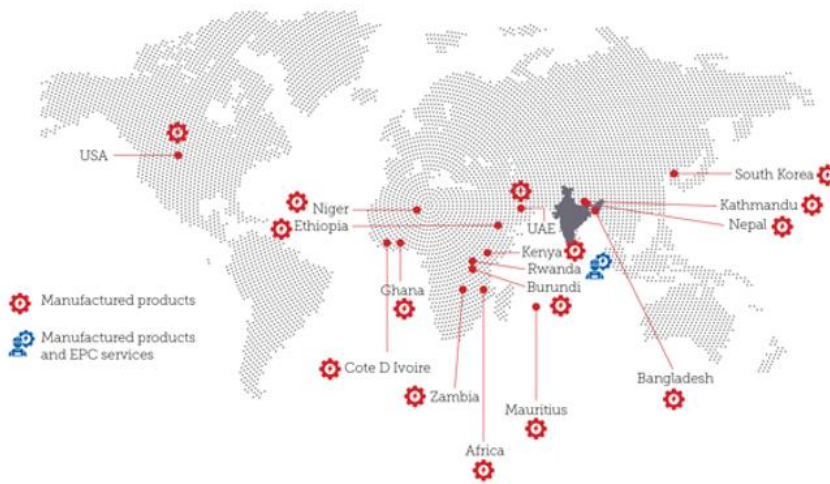 USA
South Korea
Kathmandu
Nepal
Niger
Ethiopia
UAE
Kenya
Rwanda
Burundi
Ghana
Manufactured products
Manufactured products
and EPC services
Cote D Ivoire
Zambia
Mauritius
Bangladesh
Africa